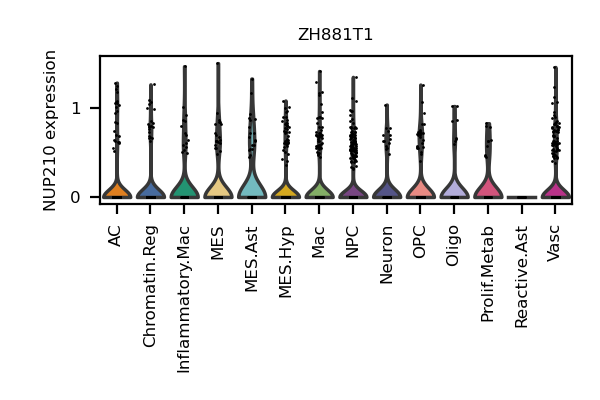 ZH881T1
NUP210 expression
1
0
AC
Chromatin.Reg
Inflammatory.Mac
MES
MES.Ast
MES.Hyp
Mac
NPC
Neuron
OPC
Oligo
Prolif.Metab
Reactive.Ast
Vasc